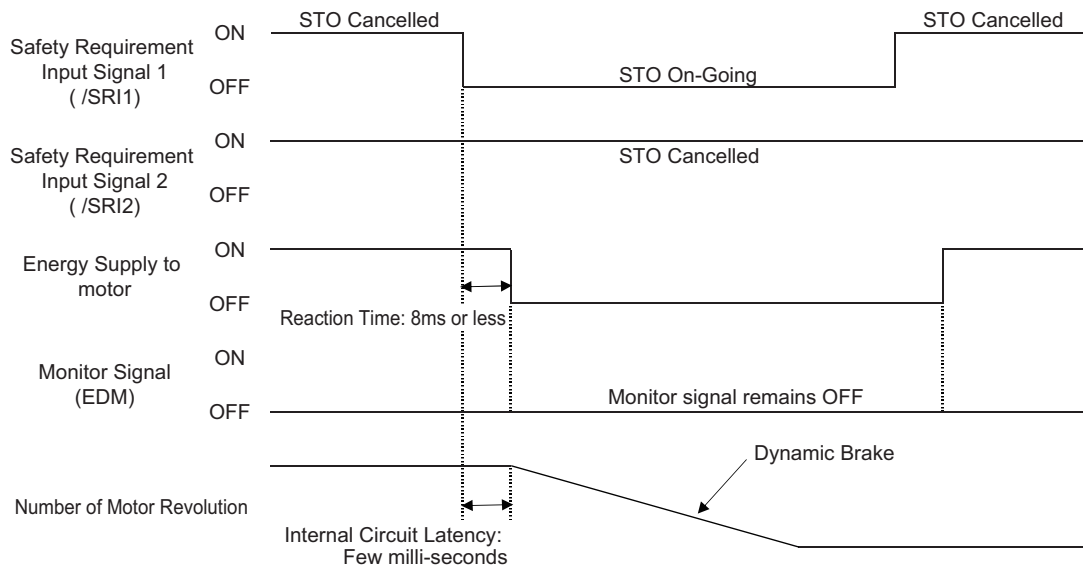 STO Cancelled
STO Cancelled
ON
Safety Requirement
Input Signal 1
( /SRI1)
OFF
STO On-Going
ON
Safety Requirement
Input Signal 2
( /SRI2)
STO Cancelled
OFF
ON
Energy Supply to
motor
OFF
Reaction Time: 8ms or less
ON
Monitor Signal
(EDM)
OFF
Monitor signal remains OFF
Dynamic Brake
Number of Motor Revolution
Internal Circuit Latency:
Few milli-seconds